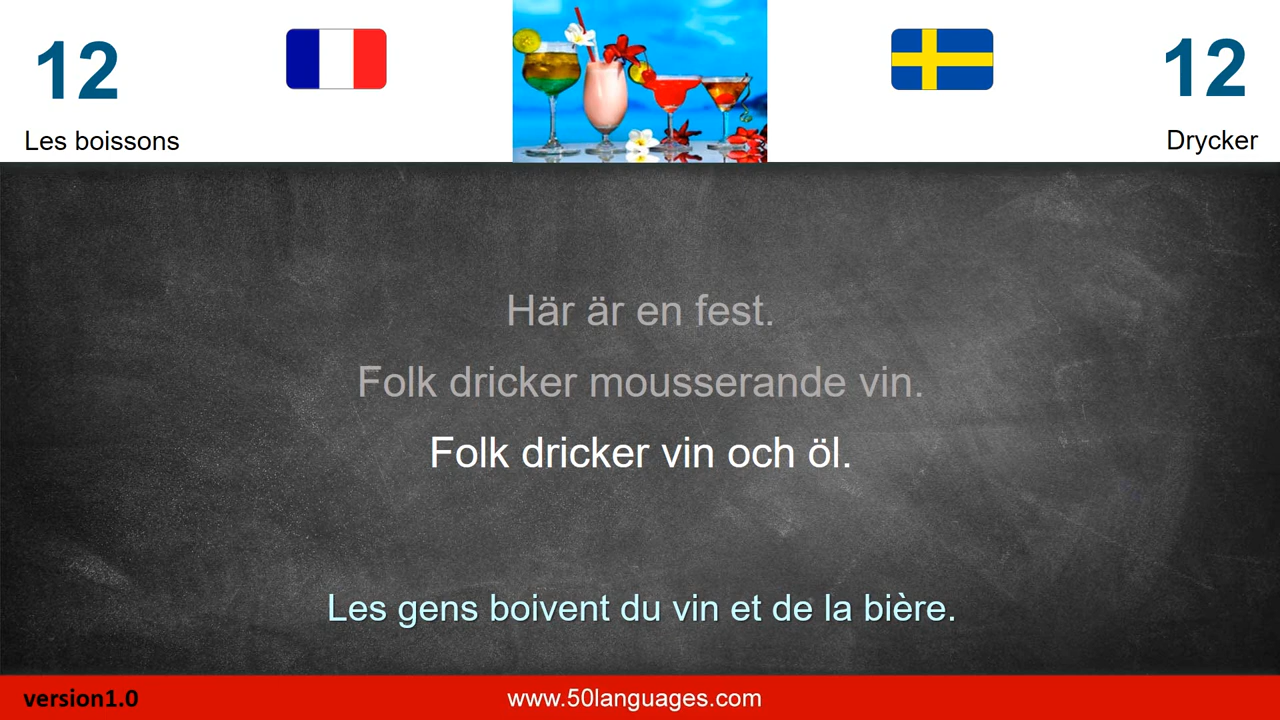 12
12
Les boissons
Drycker
Här är en fest.
Folk dricker mousserande vin.
Folk dricker vin och öl.
Les gens boivent du vin et de la bière.
version1.0
www.50languages.com